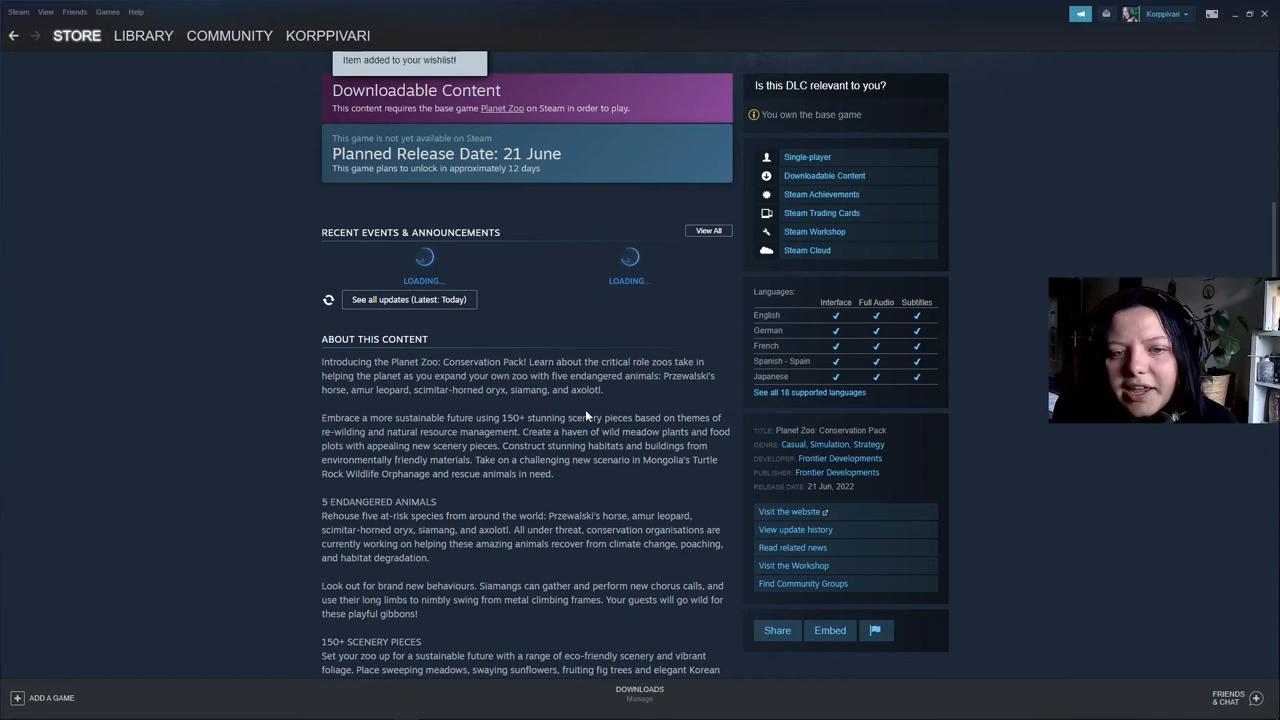 Steam View Friends Games Help
Korppivari
STORE LIBRARY COMMUNITY KORPPIVARI
Item added to your wishlist!
Downloadable Content
This content requires the base game Planet Zoo on Steam in order to play.
This game is not yet available on Steam
Planned Release Date: 21 June
This game plans to unlock in approximately 12 days
RECENT EVENTS & ANNOUNCEMENTS
View All
LOADING...
LOADING...
See all updates (Latest: Today)
ABOUT THIS CONTENT
Introducing the Planet Zoo: Conservation Pack! Learn about the critical role zoos take in
helping the planet as you expand your own zoo with five endangered animals: Przewalski's
horse, amur leopard, scimitar-horned oryx, siamang, and axolotl.
Embrace a more sustainable future using 150+ stunning scenery pieces based on themes of
re-wilding and natural resource management. Create a haven of wild meadow plants and food
plots with appealing new scenery pieces. Construct stunning habitats and buildings from
environmentally friendly materials. Take on a challenging new scenario in Mongolia's Turtle
Rock Wildlife Orphanage and rescue animals in need.
5 ENDANGERED ANIMALS
Rehouse five at-risk species from around the world: Przewalski's horse, amur leopard,
scimitar-horned oryx, siamang, and axolotl. All under threat, conservation organisations are
currently working on helping these amazing animals recover from climate change, poaching,
and habitat degradation.
Look out for brand new behaviours. Siamangs can gather and perform new chorus calls, and
use their long limbs to nimbly swing from metal climbing frames. Your guests will go wild for
these playful gibbons!
150+ SCENERY PIECES
Set your zoo up for a sustainable future with a range of eco-friendly scenery and vibrant
foliage. Place sweeping meadows, swaying sunflowers, fruiting fig trees and elegant Korean
Is this DLC relevant to you?
You own the base game
Single-player
Downloadable Content
Steam Achievements
Steam Trading Cards
Steam Workshop
Steam Cloud
Languages:
Interface Full Audio Subtitles
English ✔ ✔ ✔
German ✔ ✔ ✔
French ✔ ✔ ✔
Spanish - Spain ✔ ✔ ✔
Japanese ✔ ✔ ✔
See all 18 supported languages
TITLE: Planet Zoo: Conservation Pack
GENRE: Casual, Simulation, Strategy
DEVELOPER: Frontier Developments
PUBLISHER: Frontier Developments
RELEASE DATE: 21 Jun, 2022
Visit the website
View update history
Read related news
Visit the Workshop
Find Community Groups
Share Embed
ADD A GAME
DOWNLOADS
Manage
FRIENDS
& CHAT